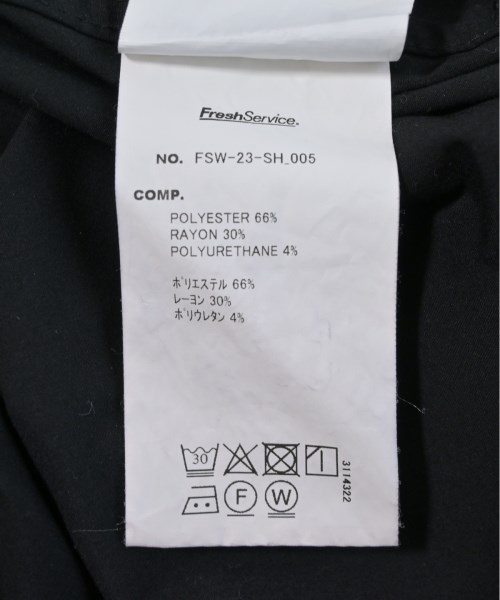 FreshService.
NO. FSW-23-SH_005
COMP.
POLYESTER 66%
RAYON 30%
POLYURETHANE 4%
ポリエステル 66%
レーヨン 30%
ポリウレタン 4%
30
3114322
F W